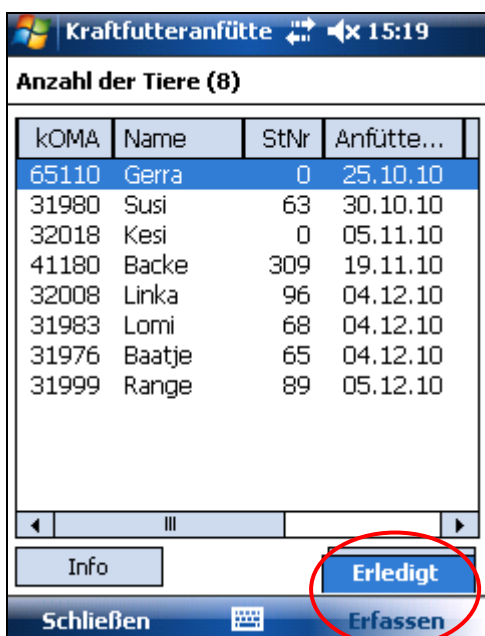 Kraftfutteranfütte 15:19
Anzahl der Tiere (8)
kOMA Name StNr Anfütte...
65110 Gerra 0 25.10.10
31980 Susi 63 30.10.10
32018 Kesi 0 05.11.10
41180 Backe 309 19.11.10
32008 Linka 96 04.12.10
31983 Lomi 68 04.12.10
31976 Baatje 65 04.12.10
31999 Range 89 05.12.10
Info Erledigt
Schließen Erfassen